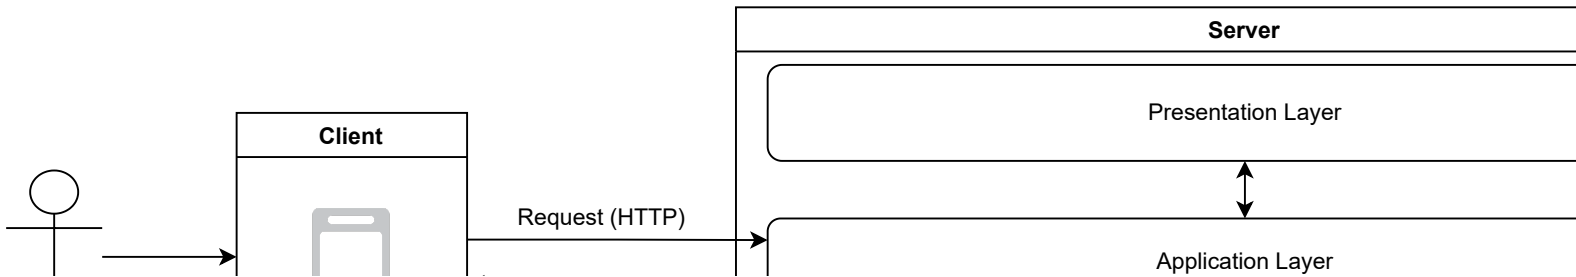 Server
Presentation Layer
Client
Request (HTTP)
Application Layer